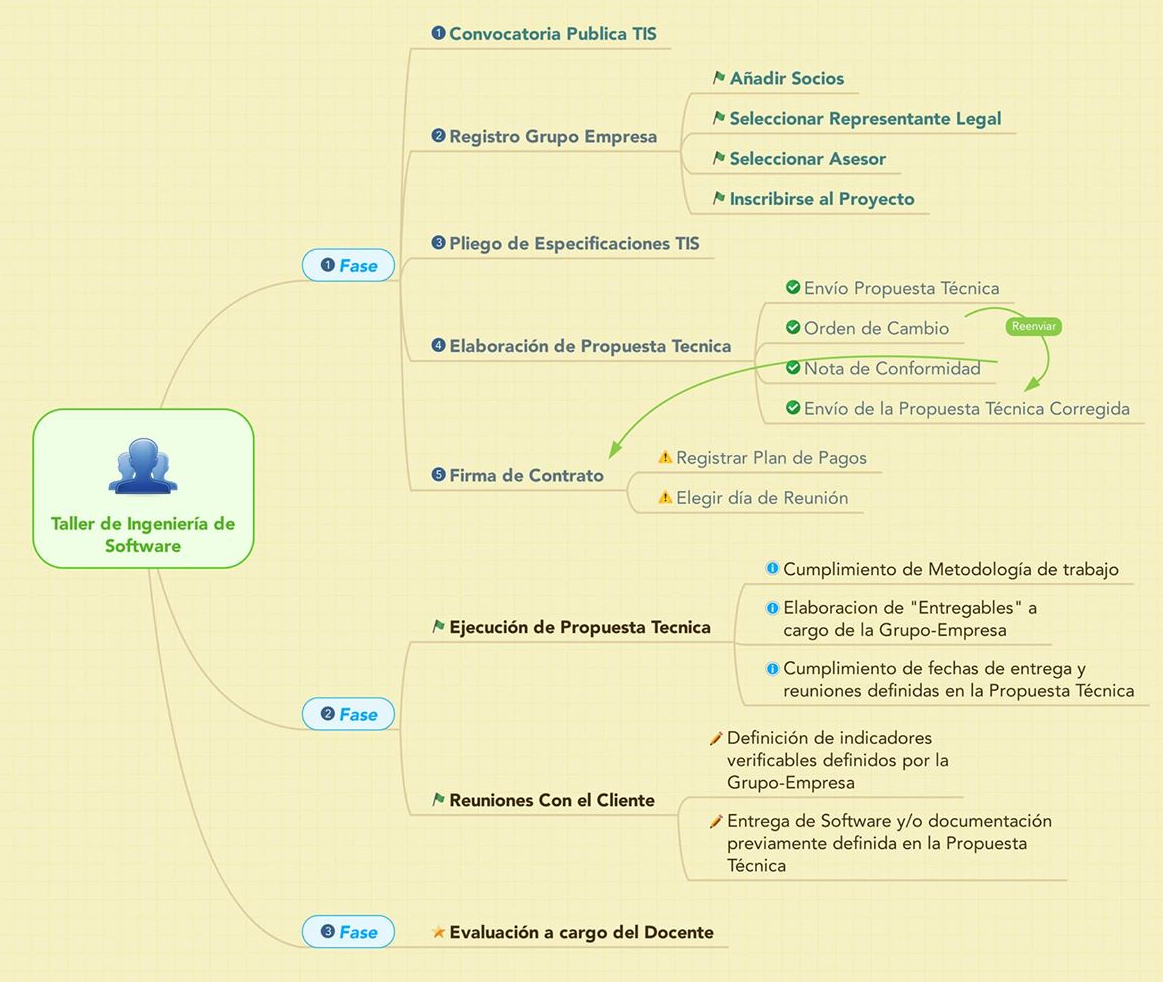 1 Convocatoria Publica TIS
Añadir Socios
Seleccionar Representante Legal
2 Registro Grupo Empresa
Seleccionar Asesor
Inscribirse al Proyecto
3 Pliego de Especificaciones TIS
1 Fase
Envío Propuesta Técnica
Orden de Cambio
Reenviar
4 Elaboración de Propuesta Tecnica
Nota de Conformidad
Envío de la Propuesta Técnica Corregida
5 Firma de Contrato
Registrar Plan de Pagos
Elegir día de Reunión
Taller de Ingeniería de
Software
Cumplimiento de Metodología de trabajo
Elaboracion de "Entregables" a
cargo de la Grupo-Empresa
Ejecución de Propuesta Tecnica
Cumplimiento de fechas de entrega y
reuniones definidas en la Propuesta Técnica
2 Fase
Definición de indicadores
verificables definidos por la
Grupo-Empresa
Reuniones Con el Cliente
Entrega de Software y/o documentación
previamente definida en la Propuesta
Técnica
3 Fase
Evaluación a cargo del Docente